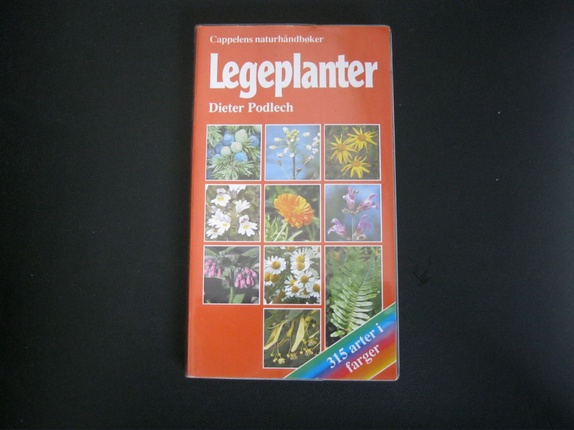 Cappelens naturhåndbøker
Legeplanter
Dieter Podlech
315 arter i
farger